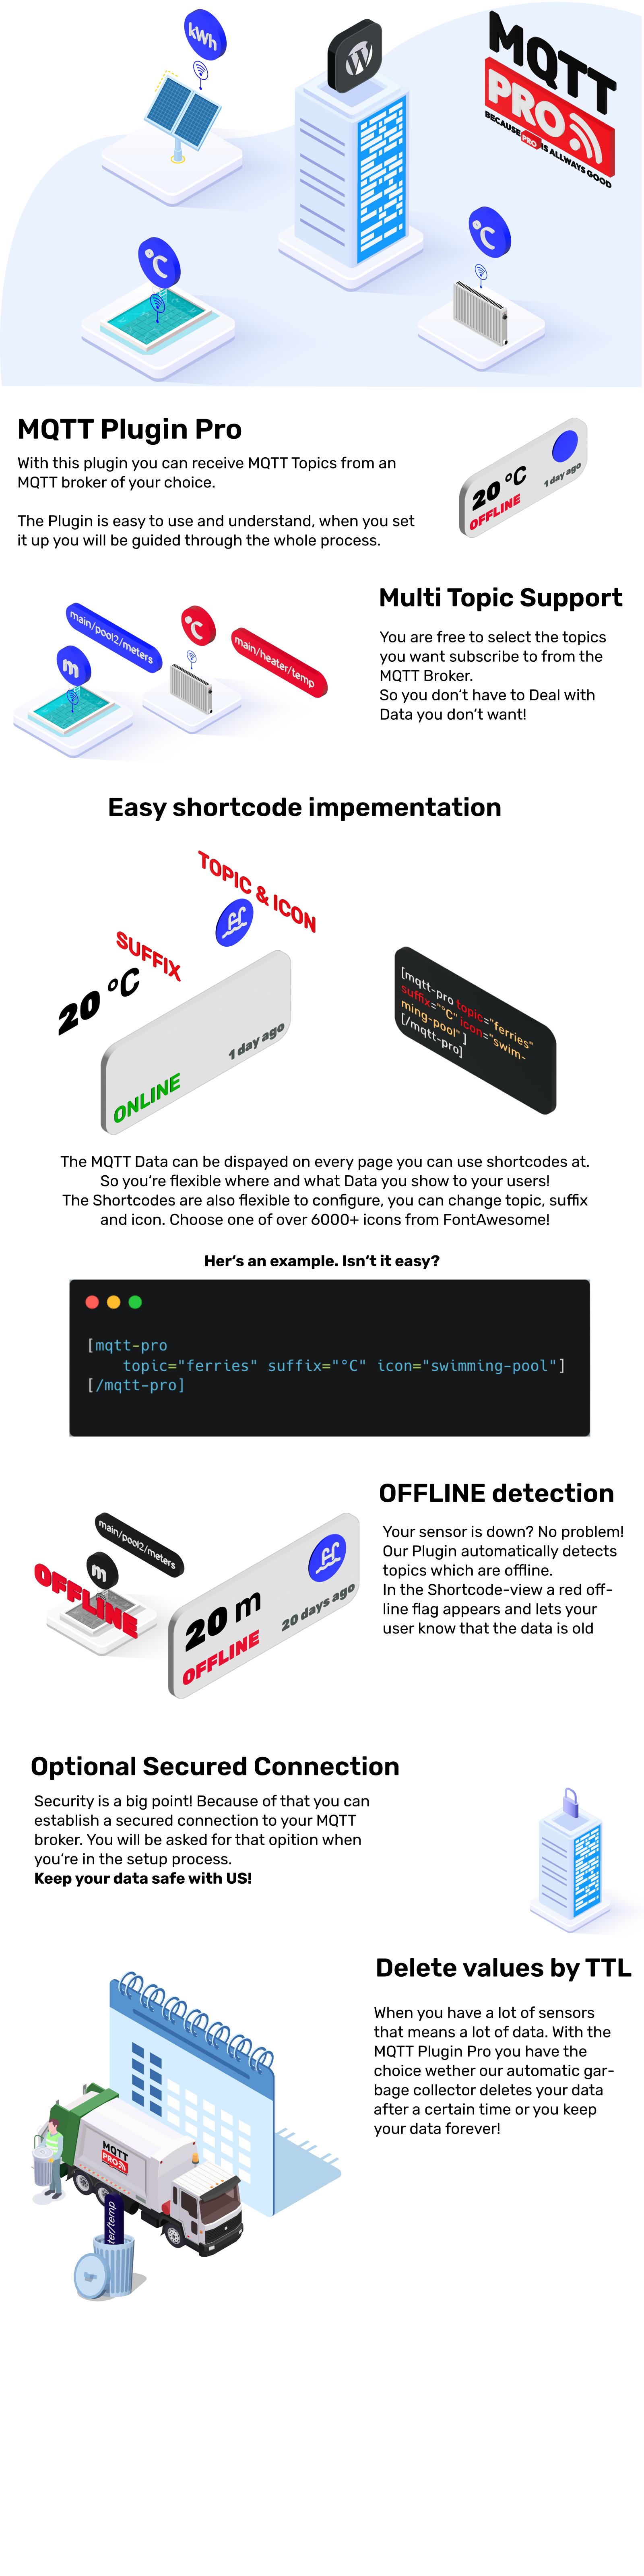 kWh
MQTT
PRO
BECAUSE PRO IS ALLWAYS GOOD
°C
°C
MQTT Plugin Pro
With this plugin you can receive MQTT Topics from an
MQTT broker of your choice.
The Plugin is easy to use and understand, when you set
it up you will be guided through the whole process.
20 °C
OFFLINE
1 day ago
Multi Topic Support
You are free to select the topics
you want subscribe to from the
MQTT Broker.
So you‘re don‘t have to Deal with
Data you don‘t want!
main/pool2/meters
m
°C
main/heater/temp
Easy shortcode impementation
TOPIC & ICON
SUFFIX
20 °C
1 day ago
ONLINE
[mqtt-pro topic="ferries"
suffix="°C" icon="swim-
ming-pool" ]
[/mqtt-pro]
The MQTT Data can be dispayed on every page you can use shortcodes at.
So you‘re flexible where and what Data you show to your users!
The Shortcodes are also flexible to configure, you can change topic, suffix
and icon. Choose one of over 6000+ icons from FontAwesome!
Her‘s an example. Isn‘t it easy?
[mqtt-pro
topic="ferries" suffix="°C" icon="swimming-pool"]
[/mqtt-pro]
OFFLINE detection
Your sensor is down? No problem!
Our Plugin automatically detects
topics which are offline.
In the Shortcode-view a red off-
line flag appears and lets your
user know that the data is old
main/pool2/meters
m
OFFLINE
20 m
OFFLINE
20 days ago
Optional Secured Connection
Security is a big point! Because of that you can
establish a secured connection to your MQTT
broker. You will be asked for that opition when
you‘re in the setup process.
Keep your data safe with US!
Delete values by TTL
When you have a lot of sensors
that means a lot of data. With the
MQTT Plugin Pro you have the
choice wether our automatic gar-
bage collector deletes your data
after a certain time or you keep
your data forever!
MQTT
PRO
ter/temp